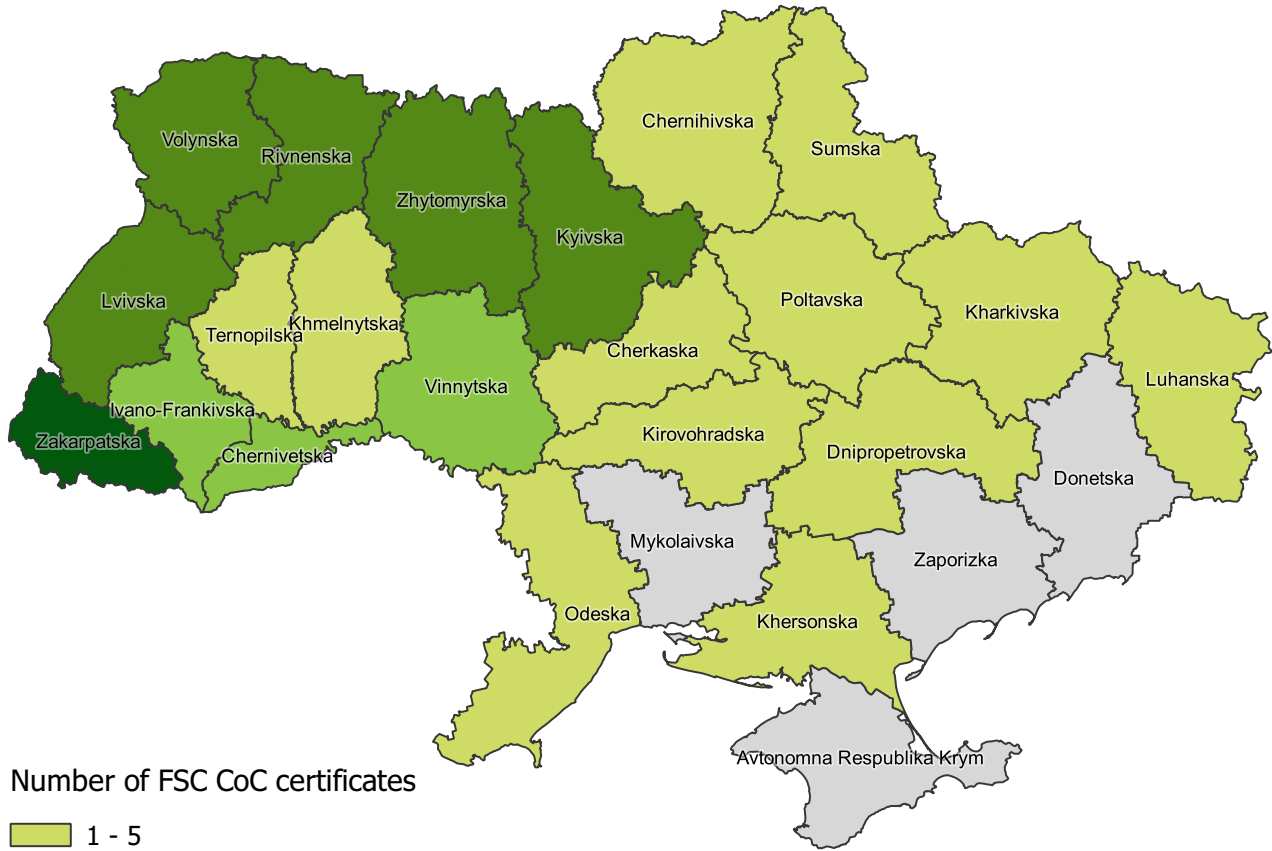 Chernihivska
Sumska
Volynska
Rivnenska
Zhytomyrska
Kyivska
Lvivska
Poltavska
Kharkivska
Ternopilska
Khmelnytska
Cherkaska
Luhanska
Vinnytska
Ivano-Frankivska
Zakarpatska
Chernivetska
Kirovohradska
Dnipropetrovska
Donetska
Mykolaivska
Zaporizka
Odeska
Khersonska
Avtonomna Respublika Krym
Number of FSC CoC certificates
1 - 5